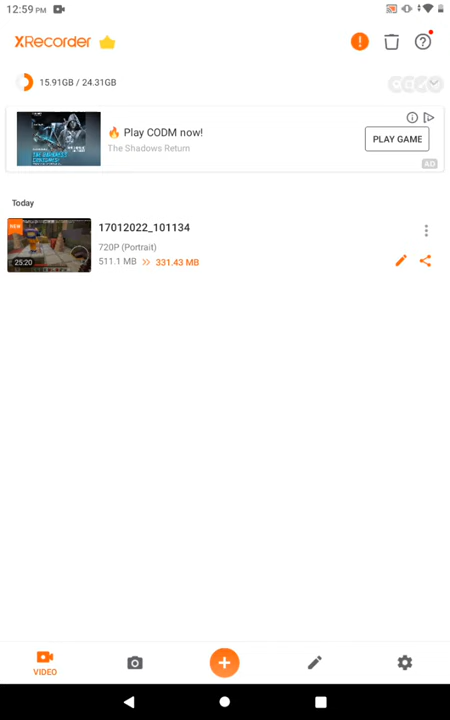 12:59 PM
XRecorder
15.91GB / 24.31GB
🔥 Play CODM now!
The Shadows Return
PLAY GAME
AD
Today
NEW
25:20
17012022_101134
720P (Portrait)
511.1 MB >> 331.43 MB
VIDEO